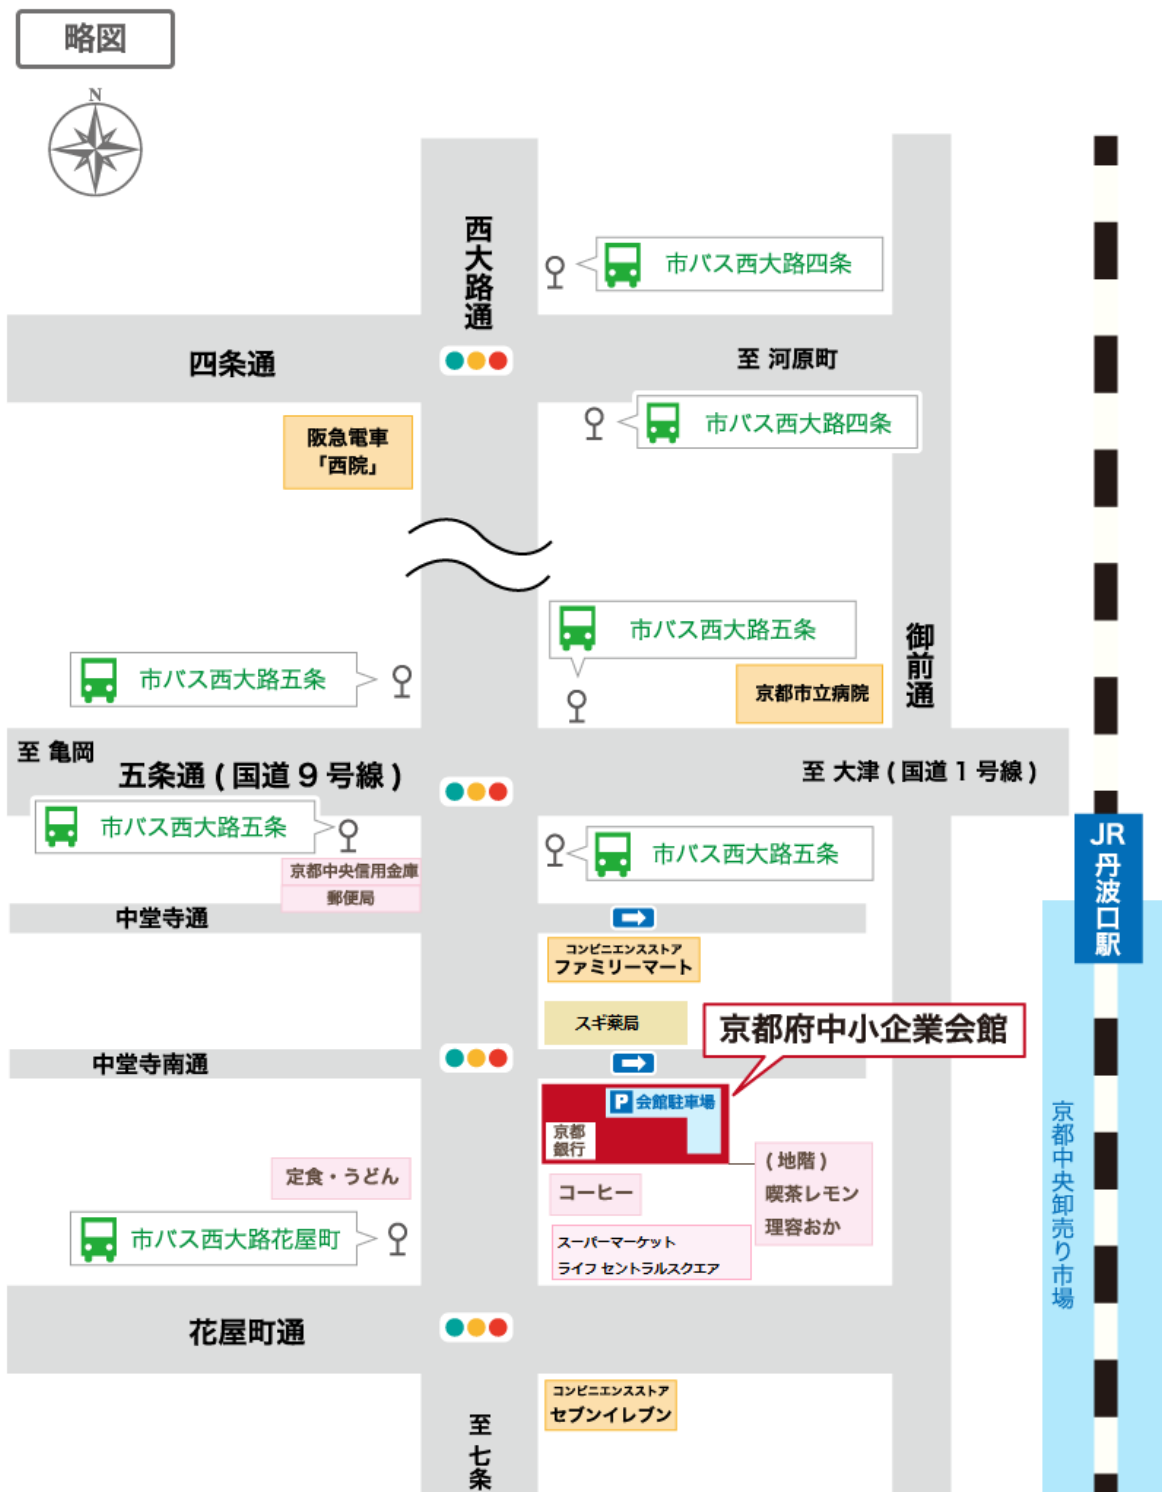 略図
N
西大路通
市バス西大路四条
四条通
至 河原町
市バス西大路四条
阪急電車
「西院」
市バス西大路五条
御前通
市バス西大路五条
京都市立病院
至 亀岡
五条通 ( 国道 9 号線 )
至 大津 ( 国道 1 号線 )
市バス西大路五条
市バス西大路五条
JR丹波口駅
京都中央信用金庫
郵便局
中堂寺通
コンビニエンスストア
ファミリーマート
スギ薬局
京都府中小企業会館
中堂寺南通
P 会館駐車場
京都
銀行
京都中央卸売り市場
( 地階 )
喫茶レモン
理容おか
定食・うどん
コーヒー
市バス西大路花屋町
スーパーマーケット
ライフ セントラルスクエア
花屋町通
コンビニエンスストア
セブンイレブン
至 七条